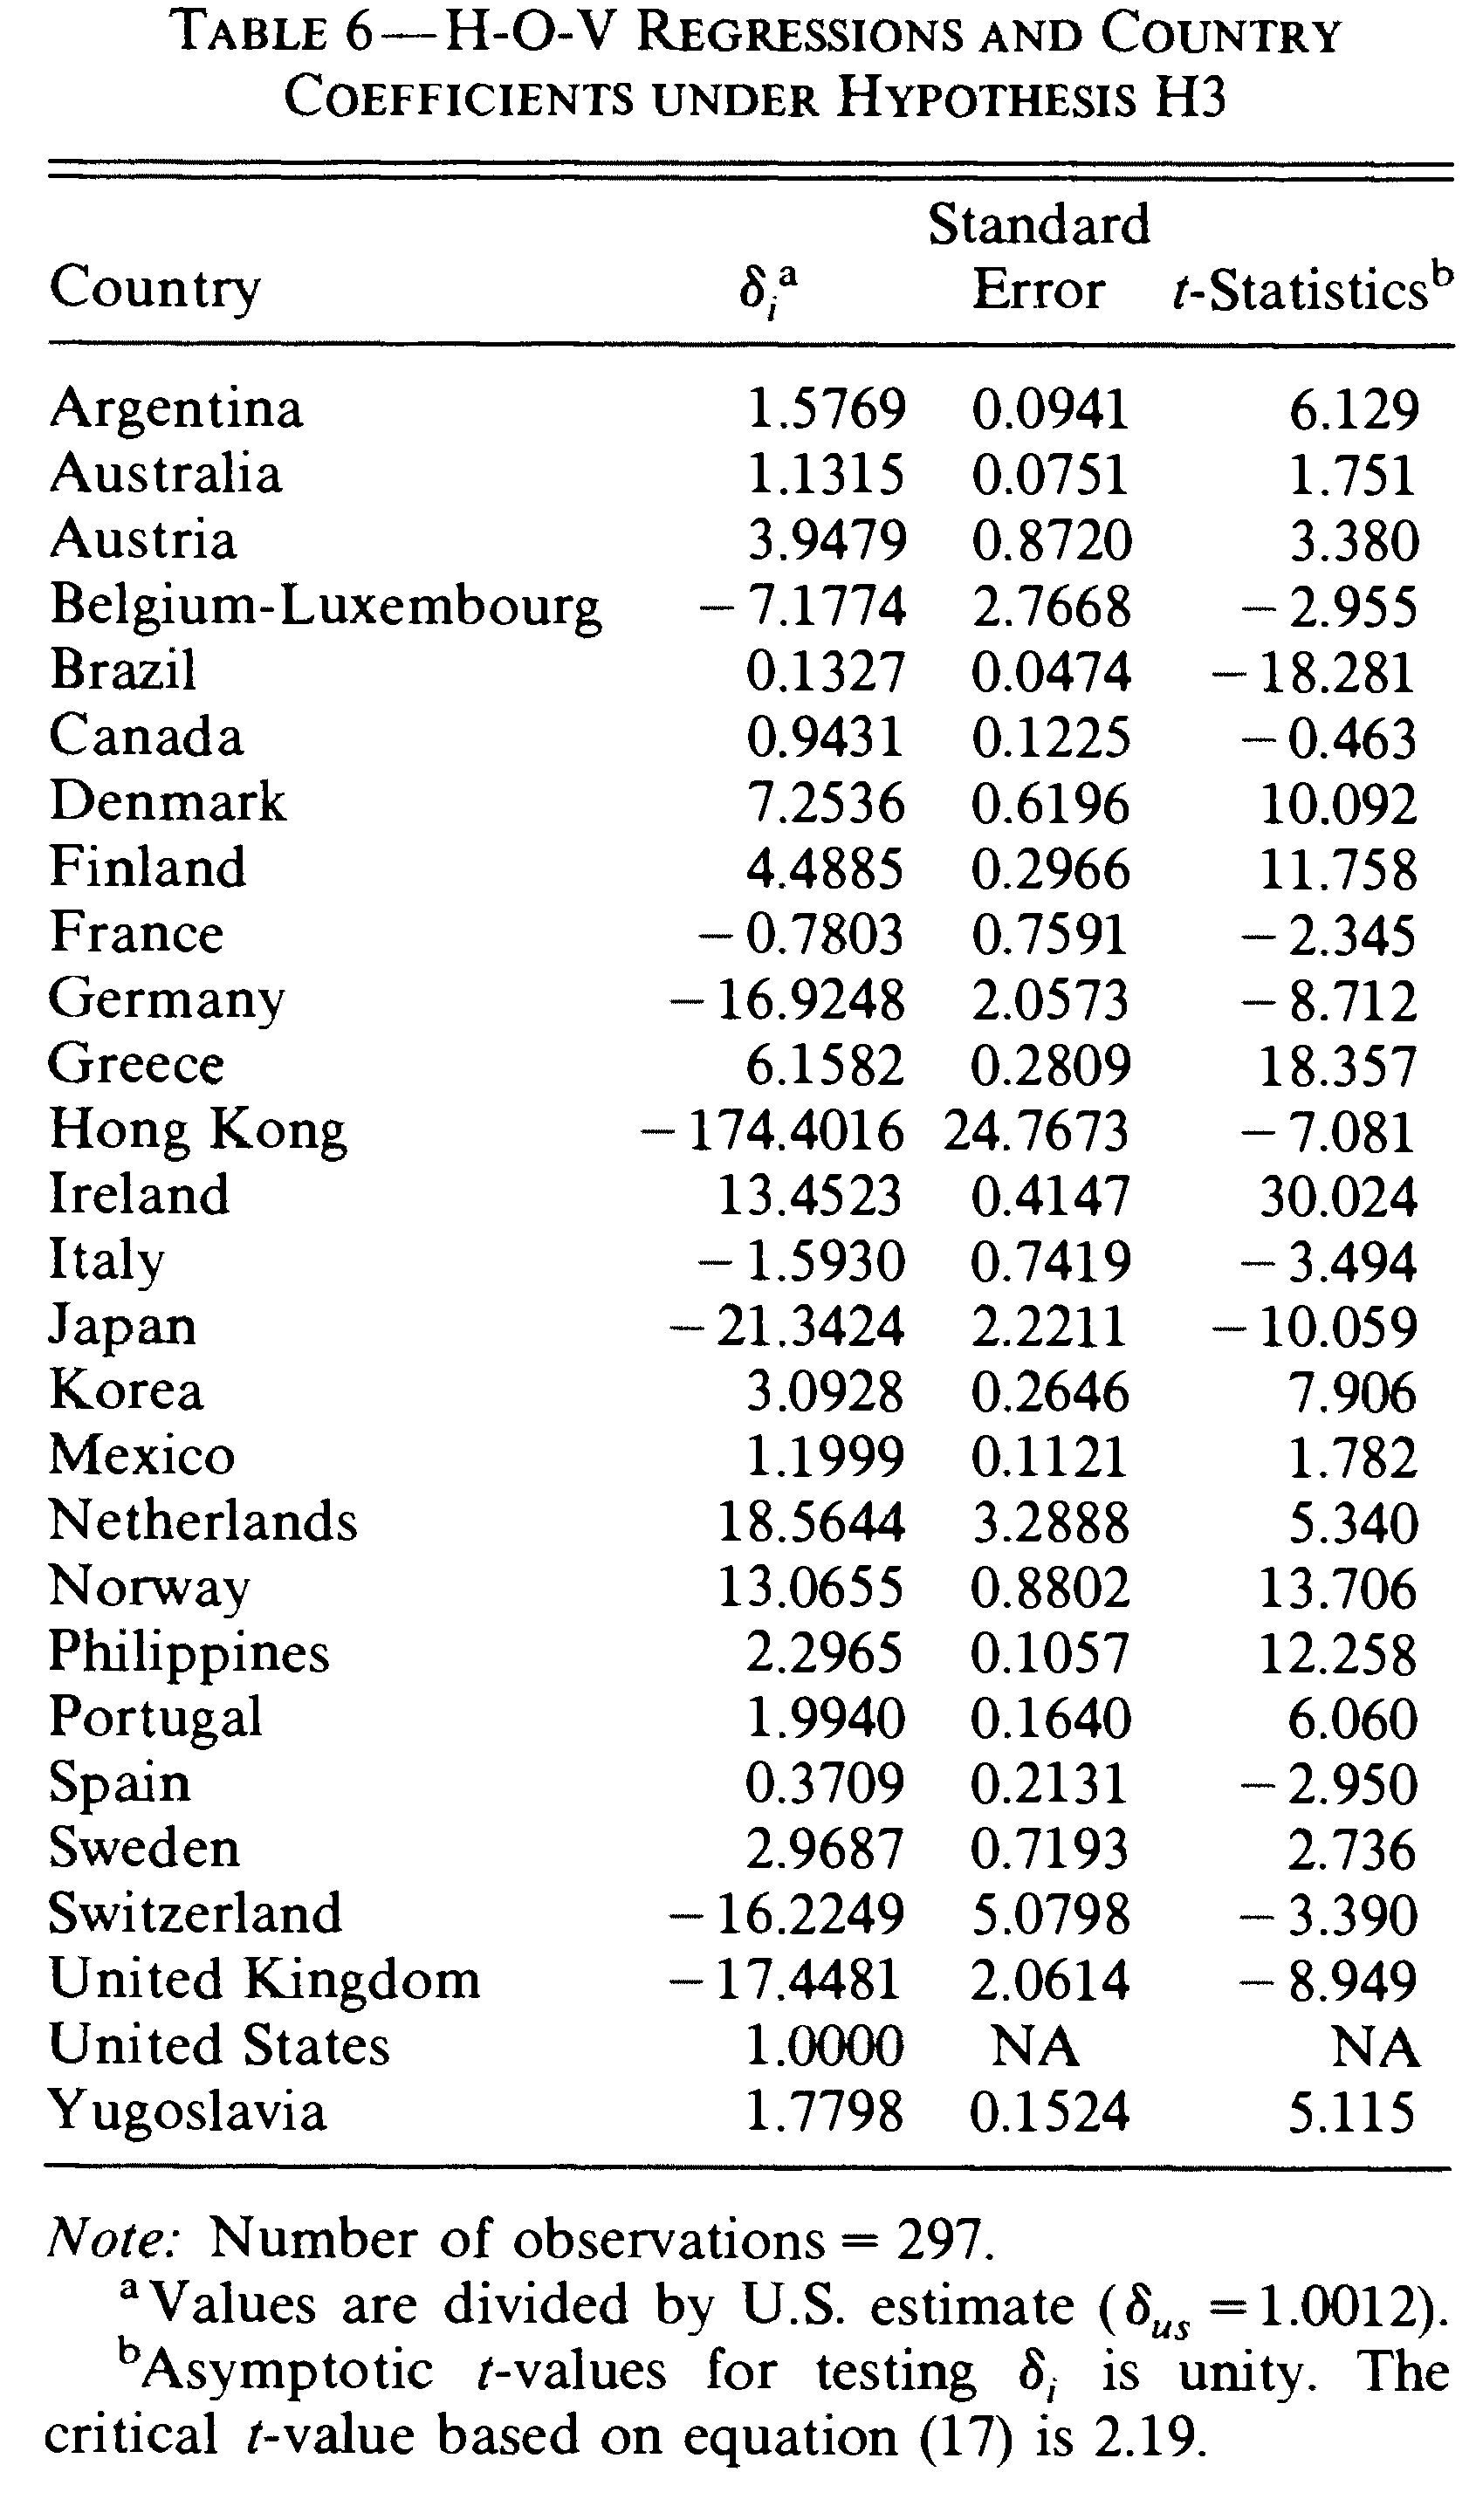 TABLE 6—H-O-V REGRESSIONS AND COUNTRY
COEFFICIENTS UNDER HYPOTHESIS H3
Standard
Country δᵢᵃ Error t-Statisticsᵇ
Argentina 1.5769 0.0941 6.129
Australia 1.1315 0.0751 1.751
Austria 3.9479 0.8720 3.380
Belgium-Luxembourg −7.1774 2.7668 −2.955
Brazil 0.1327 0.0474 −18.281
Canada 0.9431 0.1225 −0.463
Denmark 7.2536 0.6196 10.092
Finland 4.4885 0.2966 11.758
France −0.7803 0.7591 −2.345
Germany −16.9248 2.0573 −8.712
Greece 6.1582 0.2809 18.357
Hong Kong −174.4016 24.7673 −7.081
Ireland 13.4523 0.4147 30.024
Italy −1.5930 0.7419 −3.494
Japan −21.3424 2.2211 −10.059
Korea 3.0928 0.2646 7.906
Mexico 1.1999 0.1121 1.782
Netherlands 18.5644 3.2888 5.340
Norway 13.0655 0.8802 13.706
Philippines 2.2965 0.1057 12.258
Portugal 1.9940 0.1640 6.060
Spain 0.3709 0.2131 −2.950
Sweden 2.9687 0.7193 2.736
Switzerland −16.2249 5.0798 −3.390
United Kingdom −17.4481 2.0614 −8.949
United States 1.0000 NA NA
Yugoslavia 1.7798 0.1524 5.115
Note: Number of observations = 297.
ᵃValues are divided by U.S. estimate (δus = 1.0012).
ᵇAsymptotic t-values for testing δᵢ is unity. The
critical t-value based on equation (17) is 2.19.